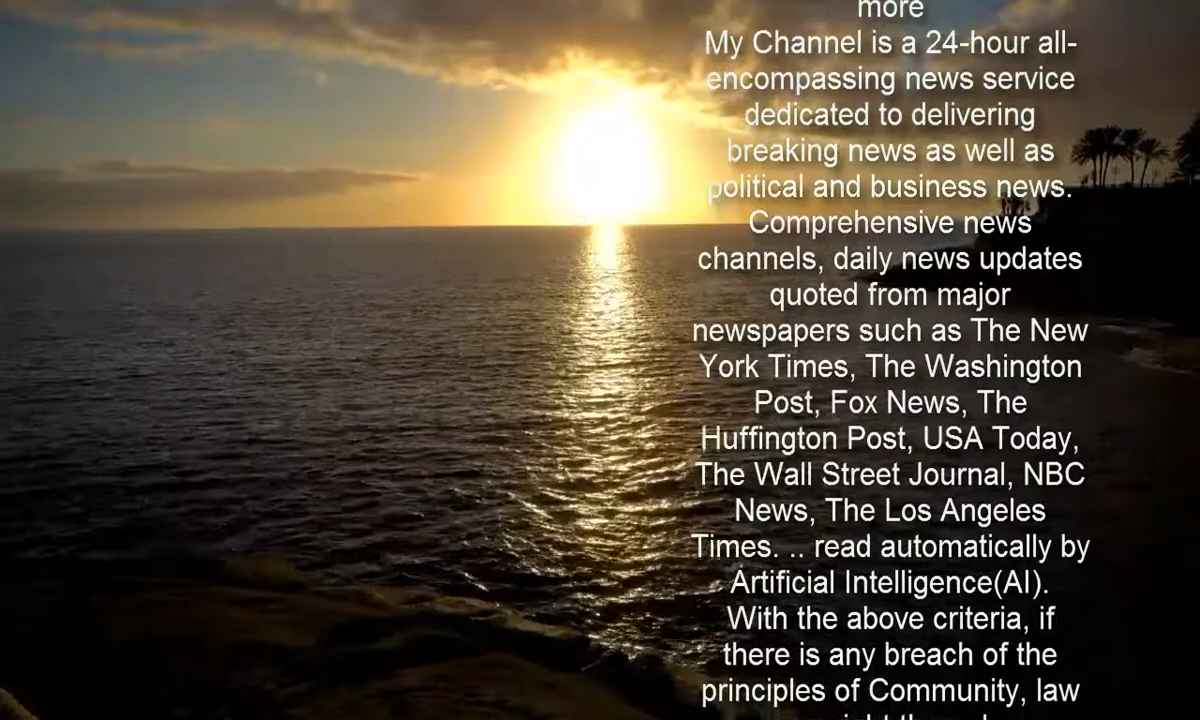 more
My Channel is a 24-hour all-
encompassing news service
dedicated to delivering
breaking news as well as
political and business news.
Comprehensive news
channels, daily news updates
quoted from major
newspapers such as The New
York Times, The Washington
Post, Fox News, The
Huffington Post, USA Today,
The Wall Street Journal, NBC
News, The Los Angeles
Times. .. read automatically by
Artificial Intelligence(AI).
With the above criteria, if
there is any breach of the
principles of Community, law